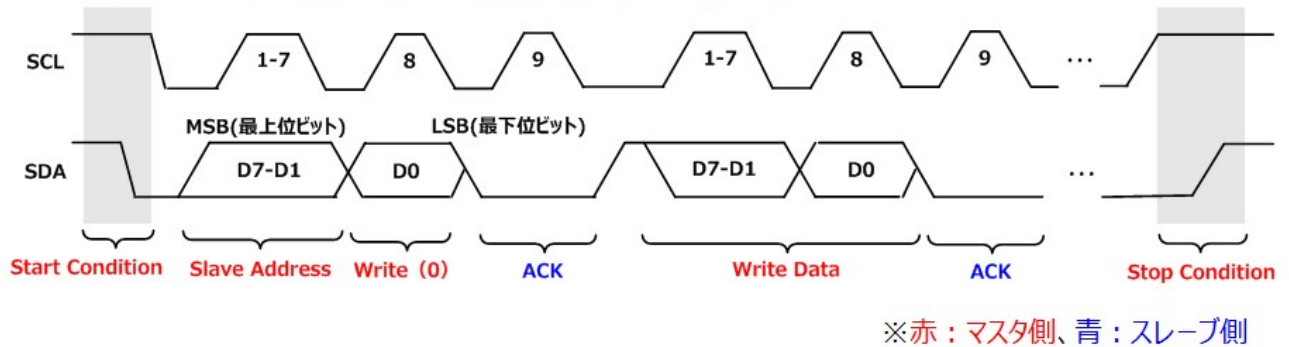 SCL 1-7 8 9 1-7 8 9 ...
MSB(最上位ビット) LSB(最下位ビット)
SDA D7-D1 D0 D7-D1 D0 ...
Start Condition Slave Address Write (0) ACK Write Data ACK Stop Condition
※赤：マスタ側、青：スレーブ側